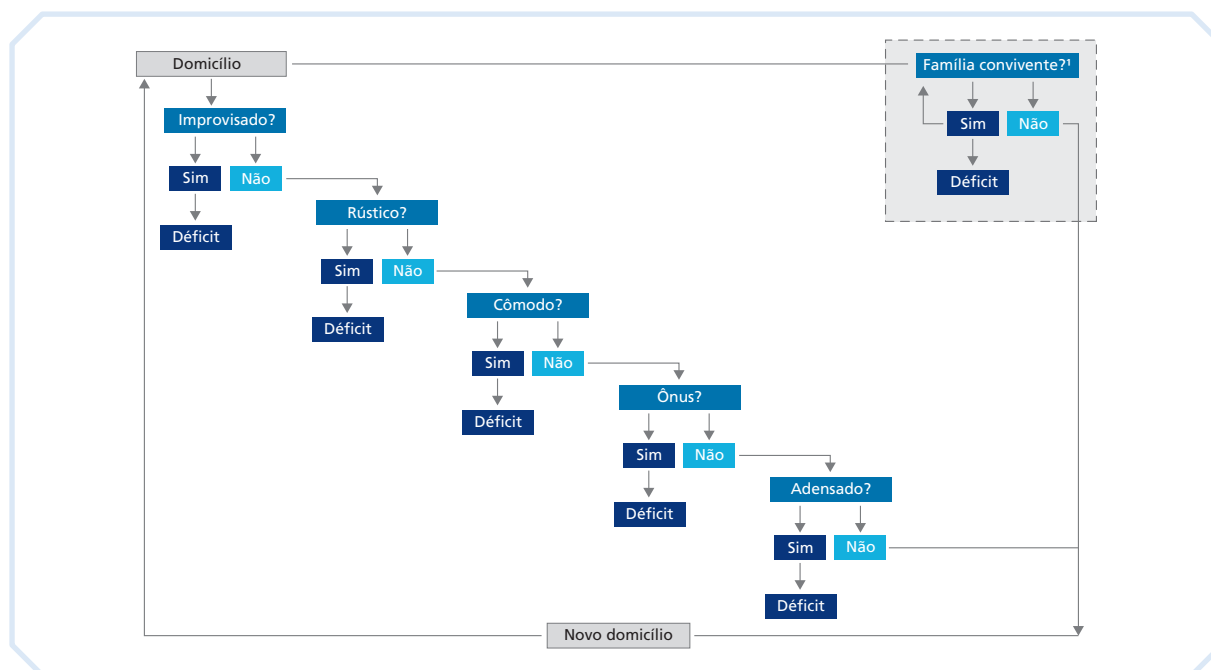 Domicílio
Família convivente?¹
Improvisado?
Sim
Não
Sim
Não
Déficit
Déficit
Rústico?
Sim
Não
Déficit
Cômodo?
Sim
Não
Déficit
Ônus?
Sim
Não
Déficit
Adensado?
Sim
Não
Déficit
Novo domicílio